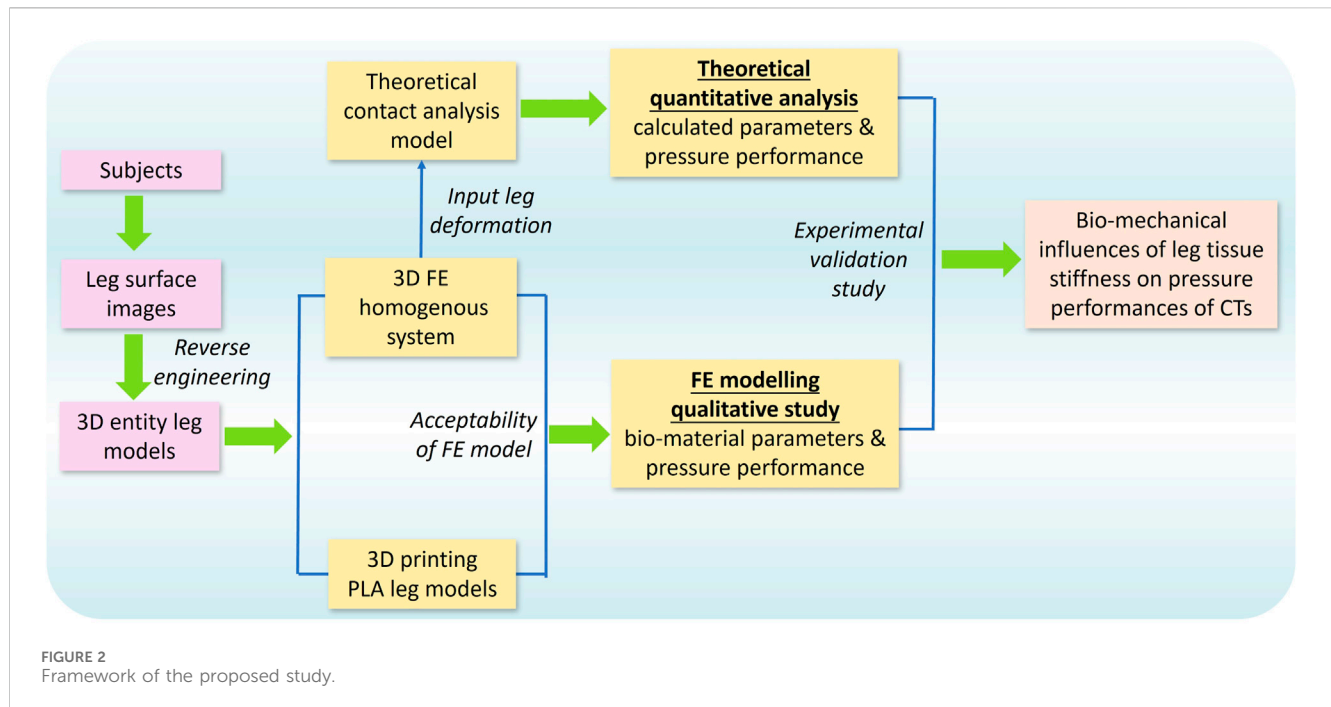 Subjects
Leg surface
images
Reverse
engineering
3D entity leg
models
Theoretical
contact analysis
model
Input leg
deformation
3D FE
homogenous
system
Acceptability
of FE model
3D printing
PLA leg models
Theoretical
quantitative analysis
calculated parameters &
pressure performance
FE modelling
qualitative study
bio-material parameters &
pressure performance
Experimental
validation
study
Bio-mechanical
influences of leg tissue
stiffness on pressure
performances of CTs
FIGURE 2
Framework of the proposed study.